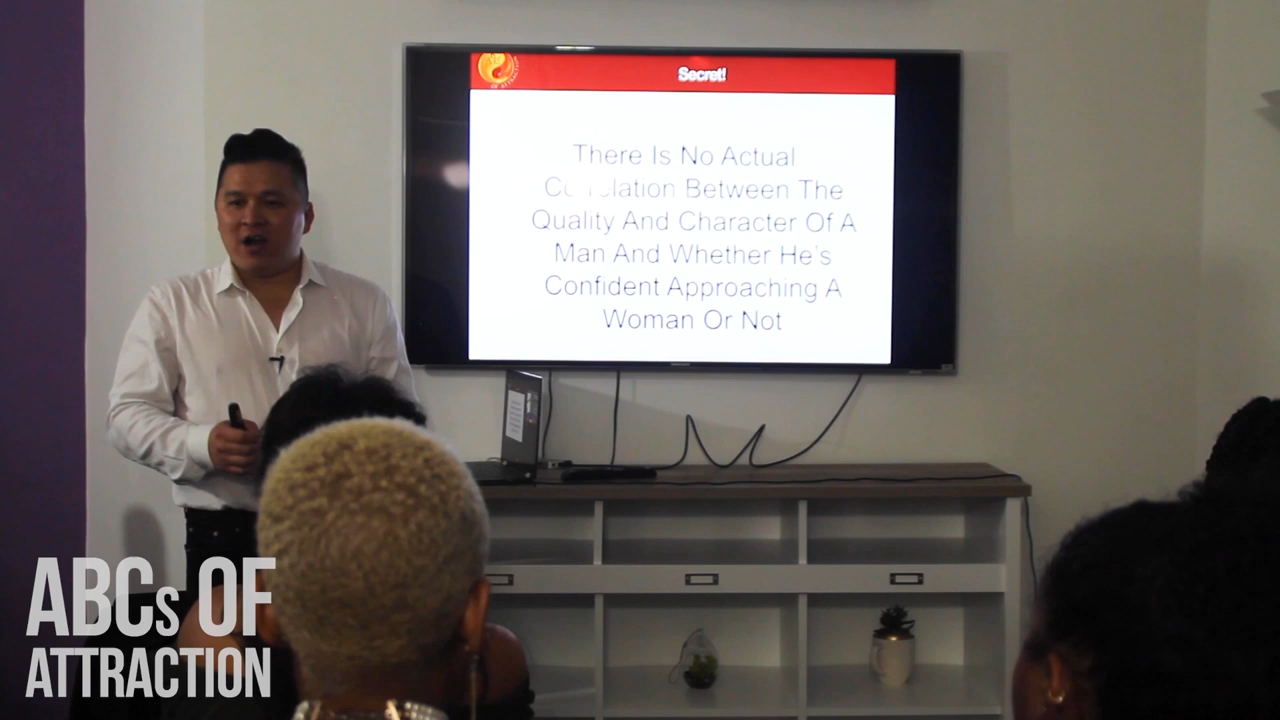 Secret!
There Is No Actual
Correlation Between The
Quality And Character Of A
Man And Whether He's
Confident Approaching A
Woman Or Not
ABCs OF
ATTRACTION